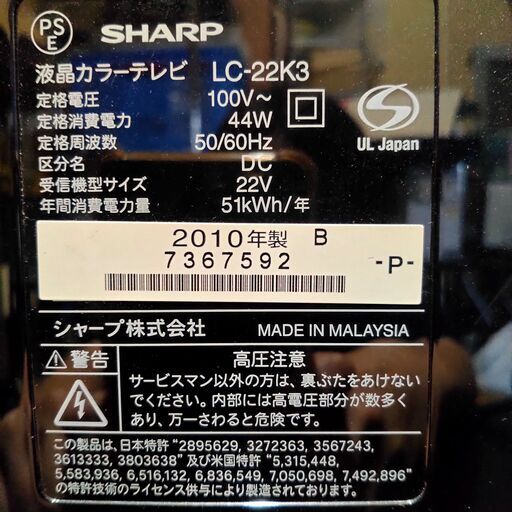 PS
E
SHARP
液晶カラーテレビ LC-22K3
定格電圧 100V～
定格消費電力 44W
定格周波数 50/60Hz
区分名 DC
受信機型サイズ 22V
年間消費電力量 51kWh/年
S
UL Japan
2010年製 B
7367592 -P-
シャープ株式会社 MADE IN MALAYSIA
警告 高圧注意
サービスマン以外の方は、裏ぶたをあけない
でください。内部には高電圧部分が数多く
あり、万一さわると危険です。
この製品は、日本特許 "2895629, 3272363, 3567243,
3613333, 3803638" 及び米国特許 "5,315,448,
5,583,936, 6,516,132, 6,836,549, 7,050,698, 7,492,896"
の特許技術のライセンス供与により製造されています。